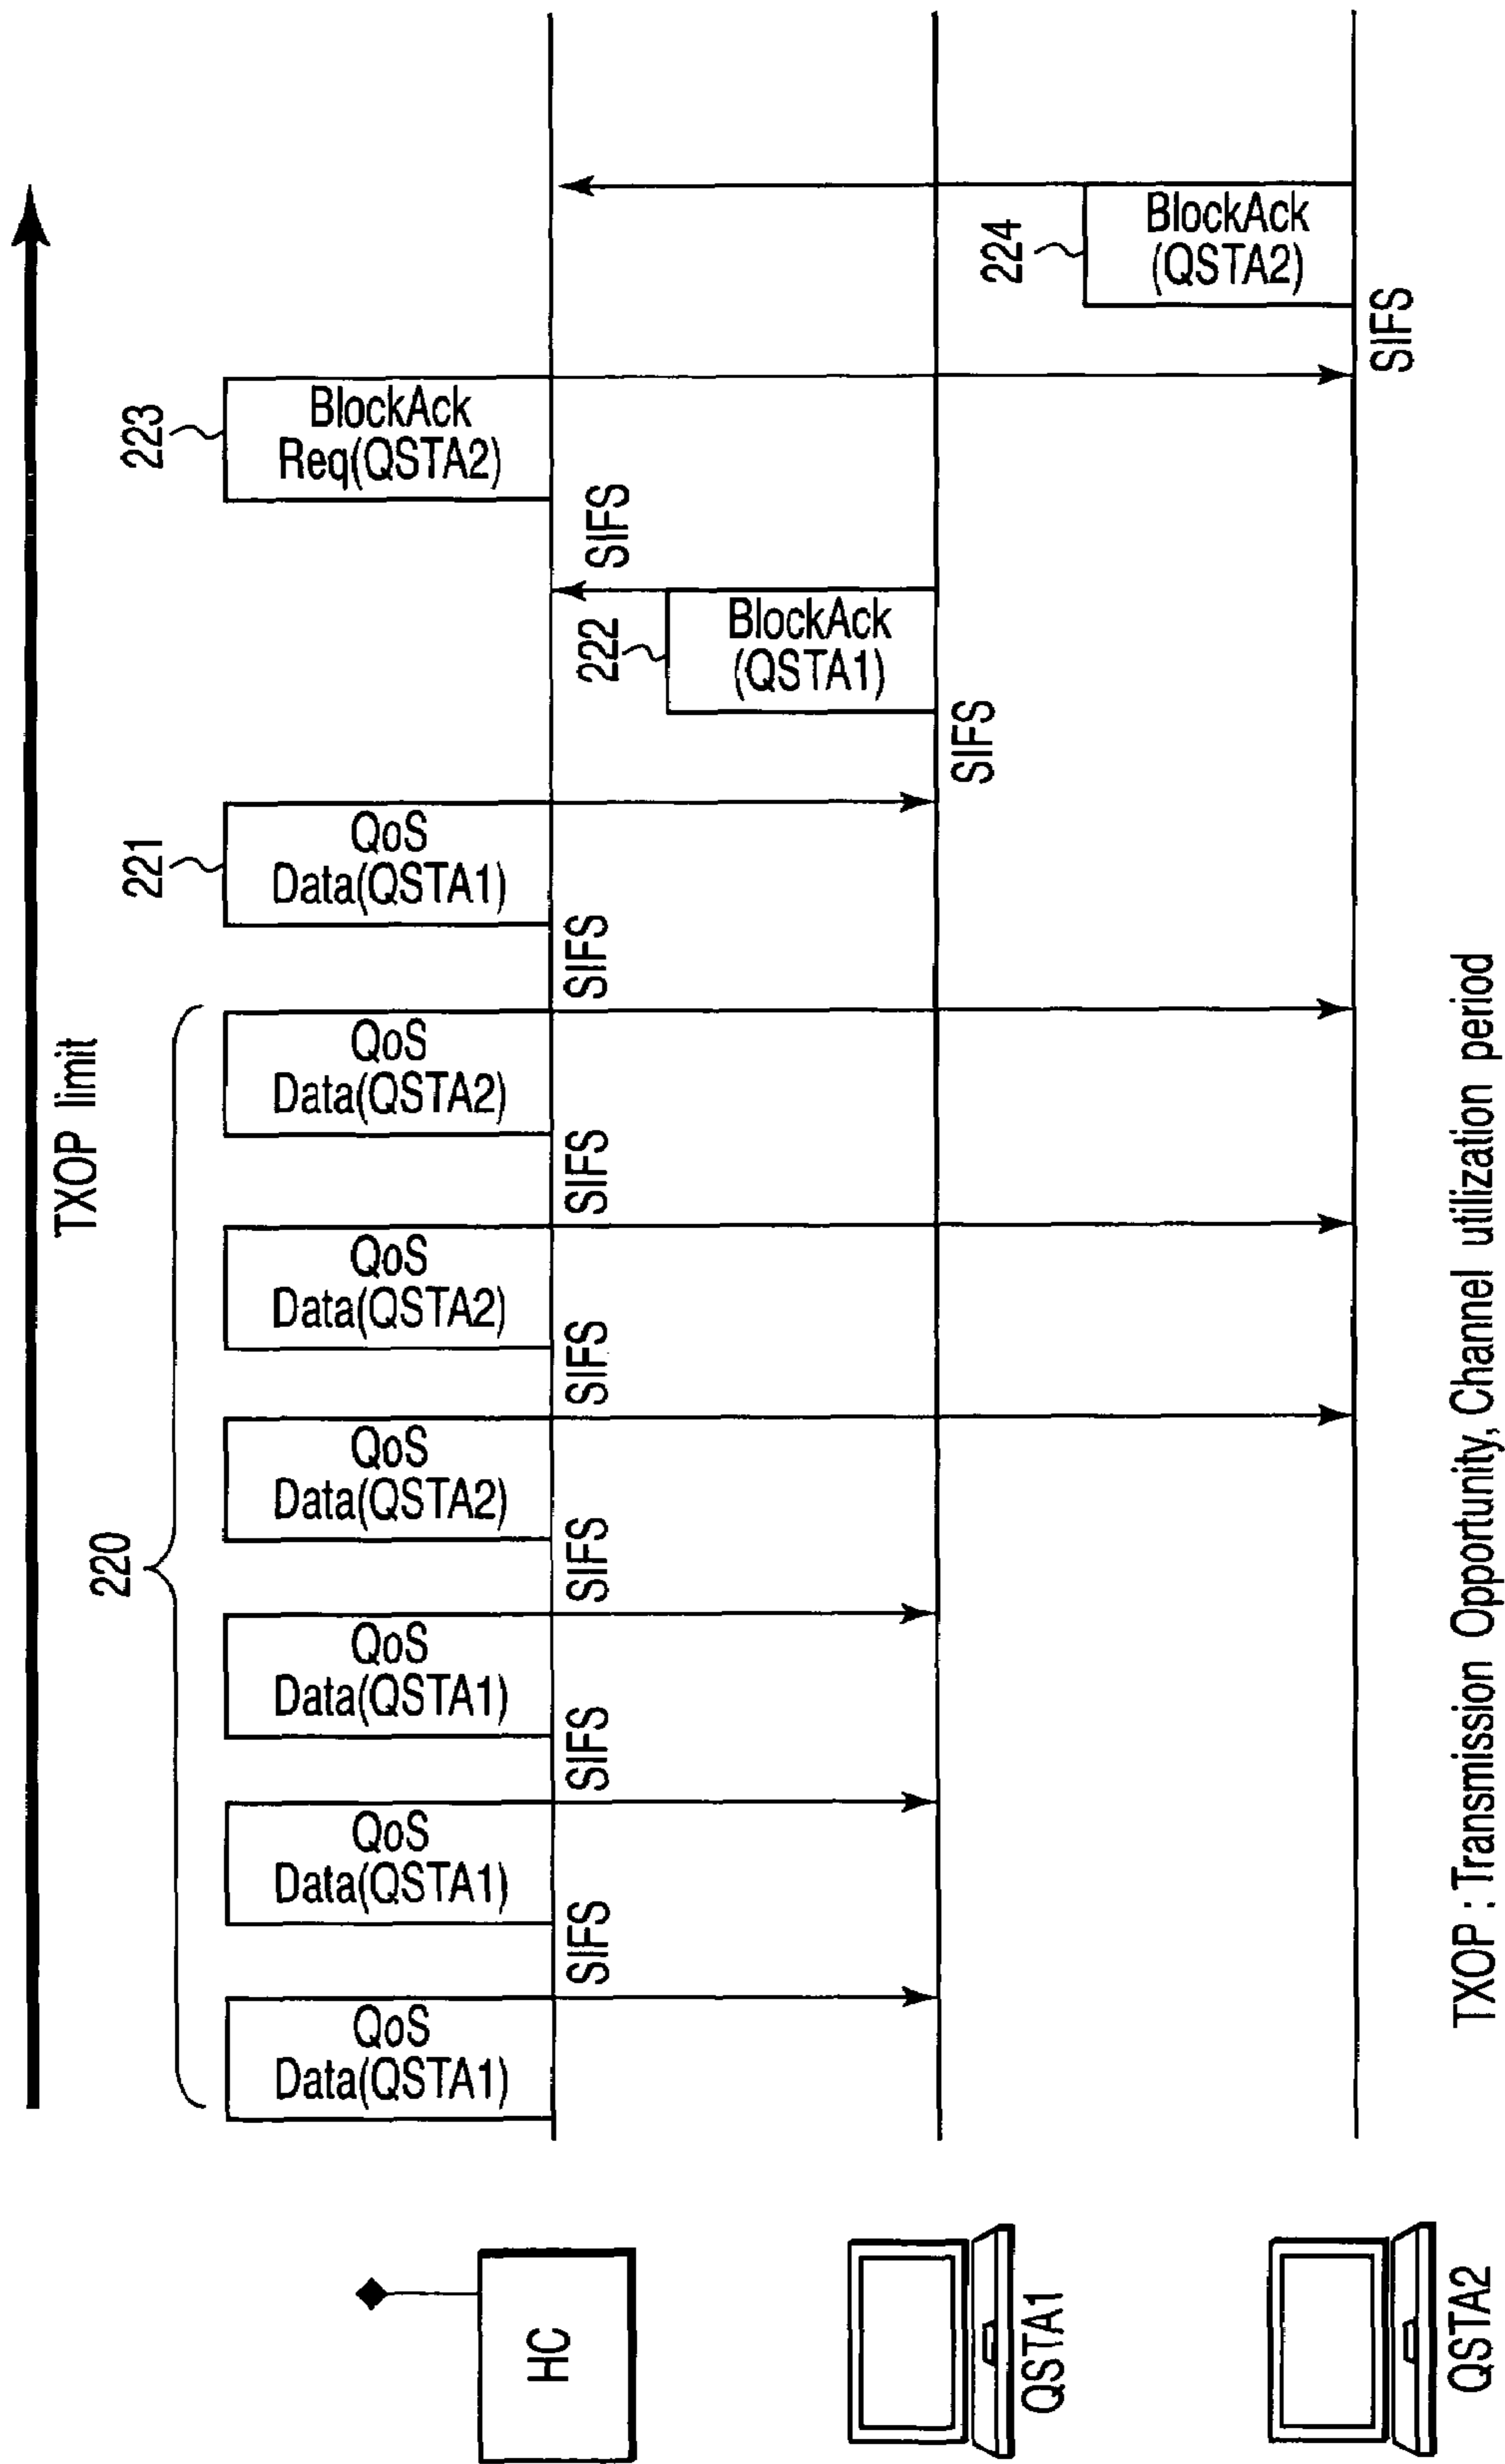 TXOP limit
220
221
223
QoS
Data(QSTA1)
QoS
Data(QSTA1)
QoS
Data(QSTA1)
QoS
Data(QSTA2)
QoS
Data(QSTA2)
QoS
Data(QSTA2)
QoS
Data(QSTA1)
BlockAck
Req(QSTA2)
HC
SIFS
SIFS
SIFS
SIFS
SIFS
SIFS
SIFS
222
BlockAck
(QSTA1)
QSTA1
SIFS
224
BlockAck
(QSTA2)
QSTA2
SIFS
TXOP : Transmission Opportunity, Channel utilization period